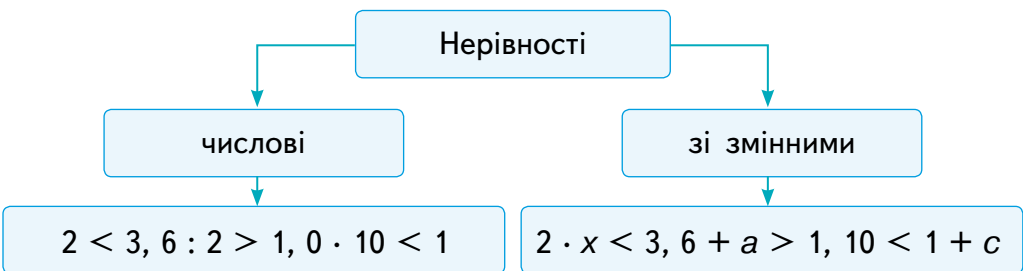 Нерівності
числові
зі змінними
2 < 3, 6 : 2 > 1, 0 · 10 < 1
2 · x < 3, 6 + a > 1, 10 < 1 + c